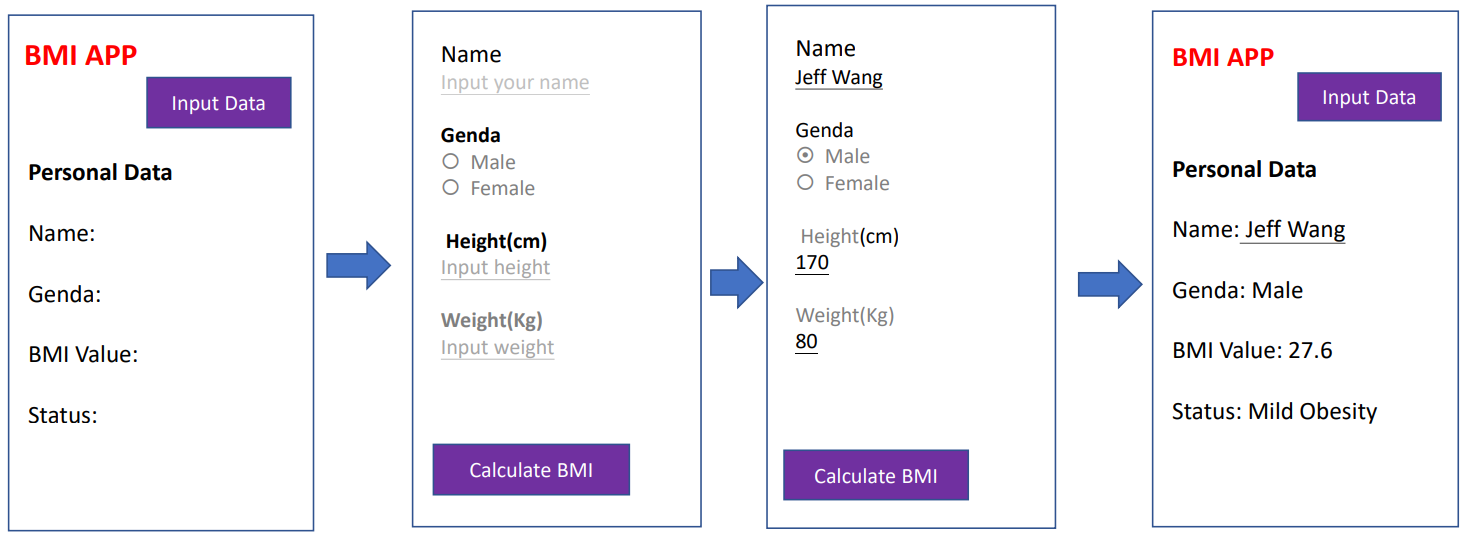 BMI APP
Input Data
Personal Data
Name:
Genda:
BMI Value:
Status:
Name
Input your name
Genda
Male
Female
Height(cm)
Input height
Weight(Kg)
Input weight
Calculate BMI
Name
Jeff Wang
Genda
Male
Female
Height(cm)
170
Weight(Kg)
80
Calculate BMI
BMI APP
Input Data
Personal Data
Name: Jeff Wang
Genda: Male
BMI Value: 27.6
Status: Mild Obesity